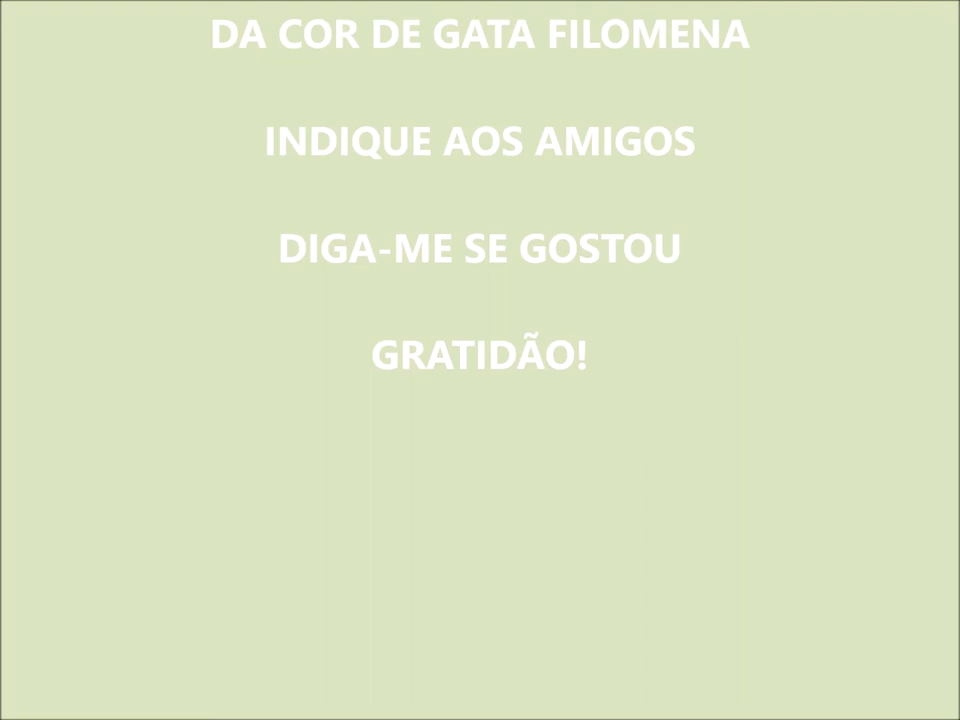 DA COR DE GATA FILOMENA
INDIQUE AOS AMIGOS
DIGA-ME SE GOSTOU
GRATIDÃO!